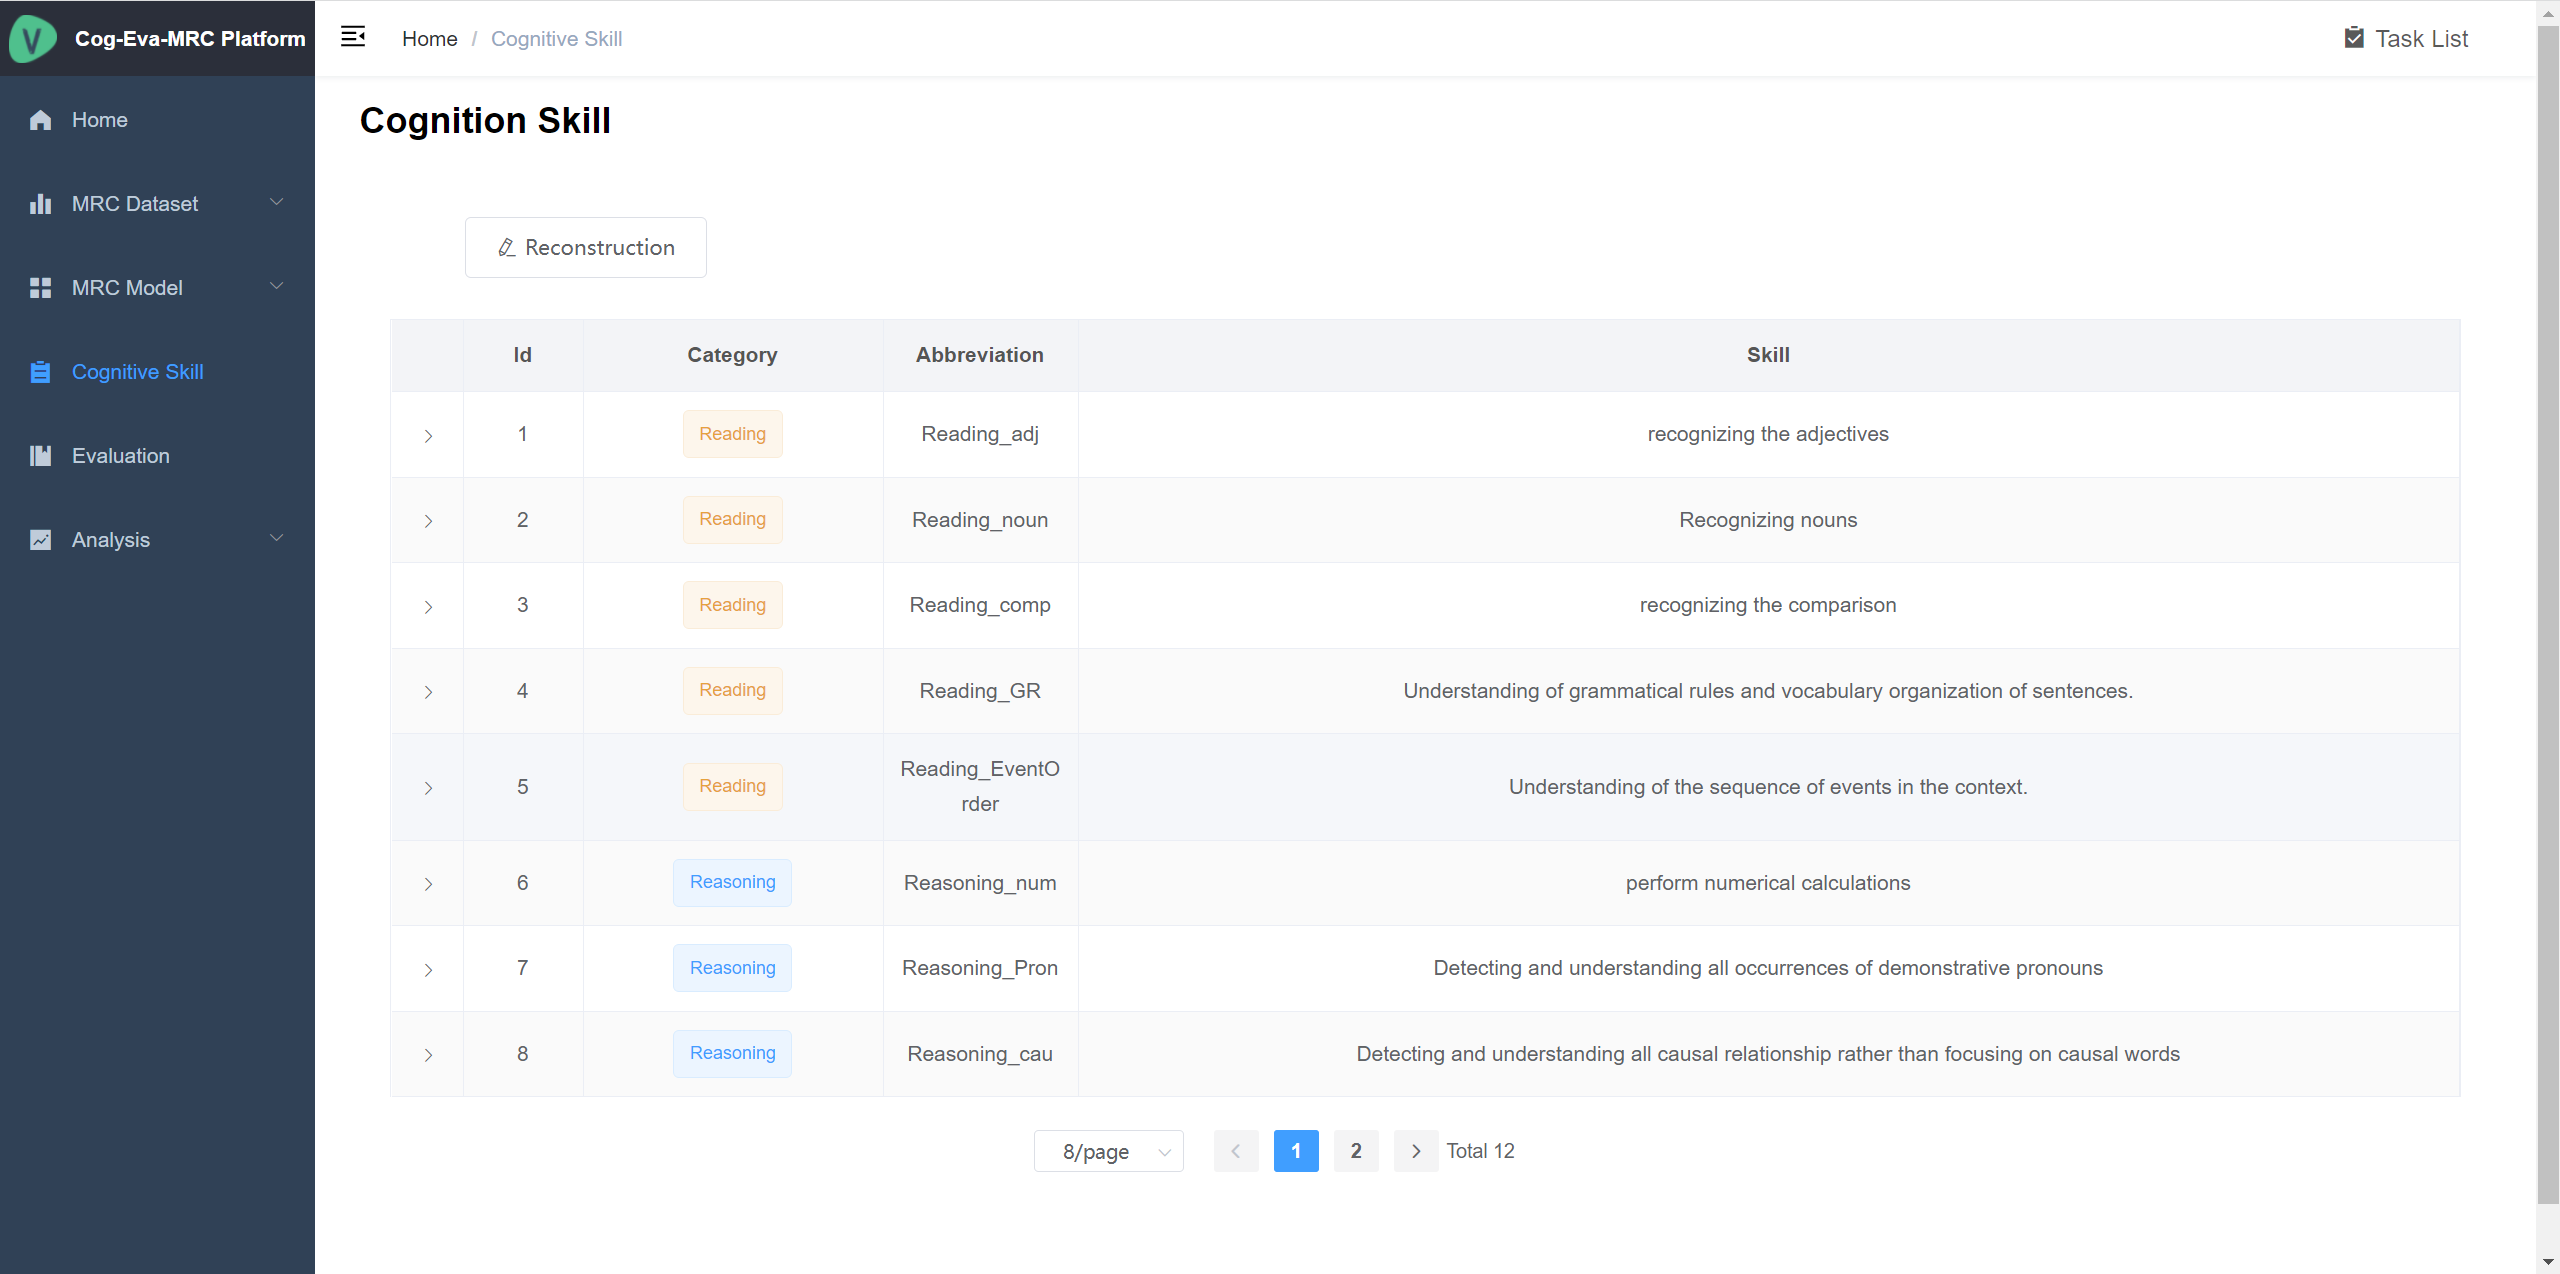 V Cog-Eva-MRC Platform
Home / Cognitive Skill
Task List
Home
MRC Dataset
MRC Model
Cognitive Skill
Evaluation
Analysis
Cognition Skill
Reconstruction
Id Category Abbreviation Skill
1 Reading Reading_adj recognizing the adjectives
2 Reading Reading_noun Recognizing nouns
3 Reading Reading_comp recognizing the comparison
4 Reading Reading_GR Understanding of grammatical rules and vocabulary organization of sentences.
5 Reading Reading_EventO Understanding of the sequence of events in the context.
rder
6 Reasoning Reasoning_num perform numerical calculations
7 Reasoning Reasoning_Pron Detecting and understanding all occurrences of demonstrative pronouns
8 Reasoning Reasoning_cau Detecting and understanding all causal relationship rather than focusing on causal words
8/page 1 2 Total 12